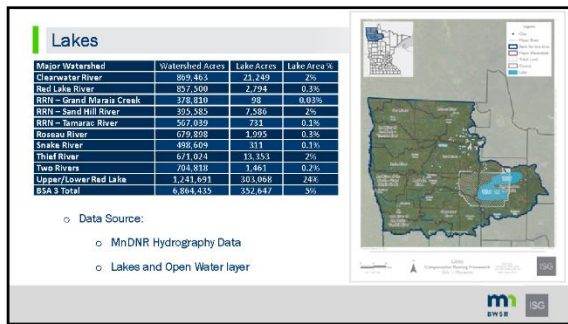 Lakes
Major Watershed Watershed Acres Lake Acres Lake Area %
Clearwater River 869,463 21,249 2%
Red Lake River 857,500 2,794 0.3%
RRN – Grand Marais Creek 378,810 98 0.03%
RRN – Sand Hill River 395,585 7,586 2%
RRN – Tamarac River 567,039 731 0.1%
Roseau River 679,898 1,995 0.3%
Snake River 498,609 311 0.1%
Thief River 671,024 13,353 2%
Two Rivers 704,818 1,461 0.2%
Upper/Lower Red Lake 1,241,691 303,068 24%
BSA 3 Total 6,864,435 352,647 5%
Data Source:
MnDNR Hydrography Data
Lakes and Open Water layer
Legend
City
Lakes
ISG
BWSR
ISG